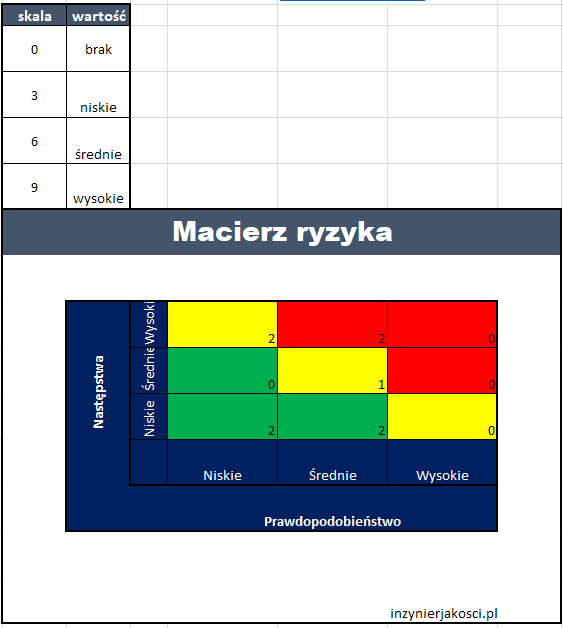 skala wartość
0 brak
3 niskie
6 średnie
9 wysokie
Macierz ryzyka
Następstwa
Wysoki 2 2 0
Średnie 0 1 0
Niskie 2 2 0
Niskie Średnie Wysokie
Prawdopodobieństwo
inzynierjakosci.pl